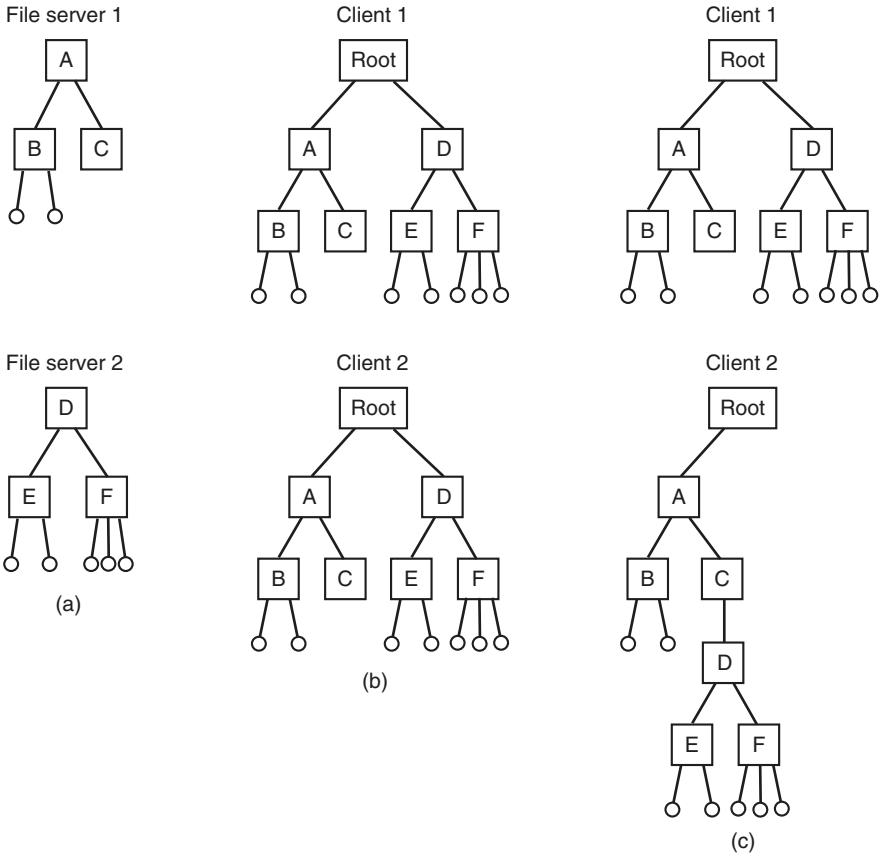 File server 1
A
B
C
File server 2
D
E
F
(a)
Client 1
Root
A
D
B
C
E
F
Client 2
Root
A
D
B
C
E
F
(b)
Client 1
Root
A
D
B
C
E
F
Client 2
Root
A
B
C
D
E
F
(c)